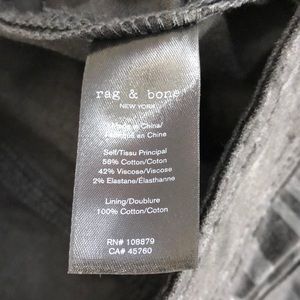 rag & bone
NEW YORK
Made in China/
Fabriqué en Chine
Self/Tissu Principal
56% Cotton/Coton
42% Viscose/Viscose
2% Elastane/Élasthanne
Lining/Doublure
100% Cotton/Coton
RN# 108879
CA# 45760